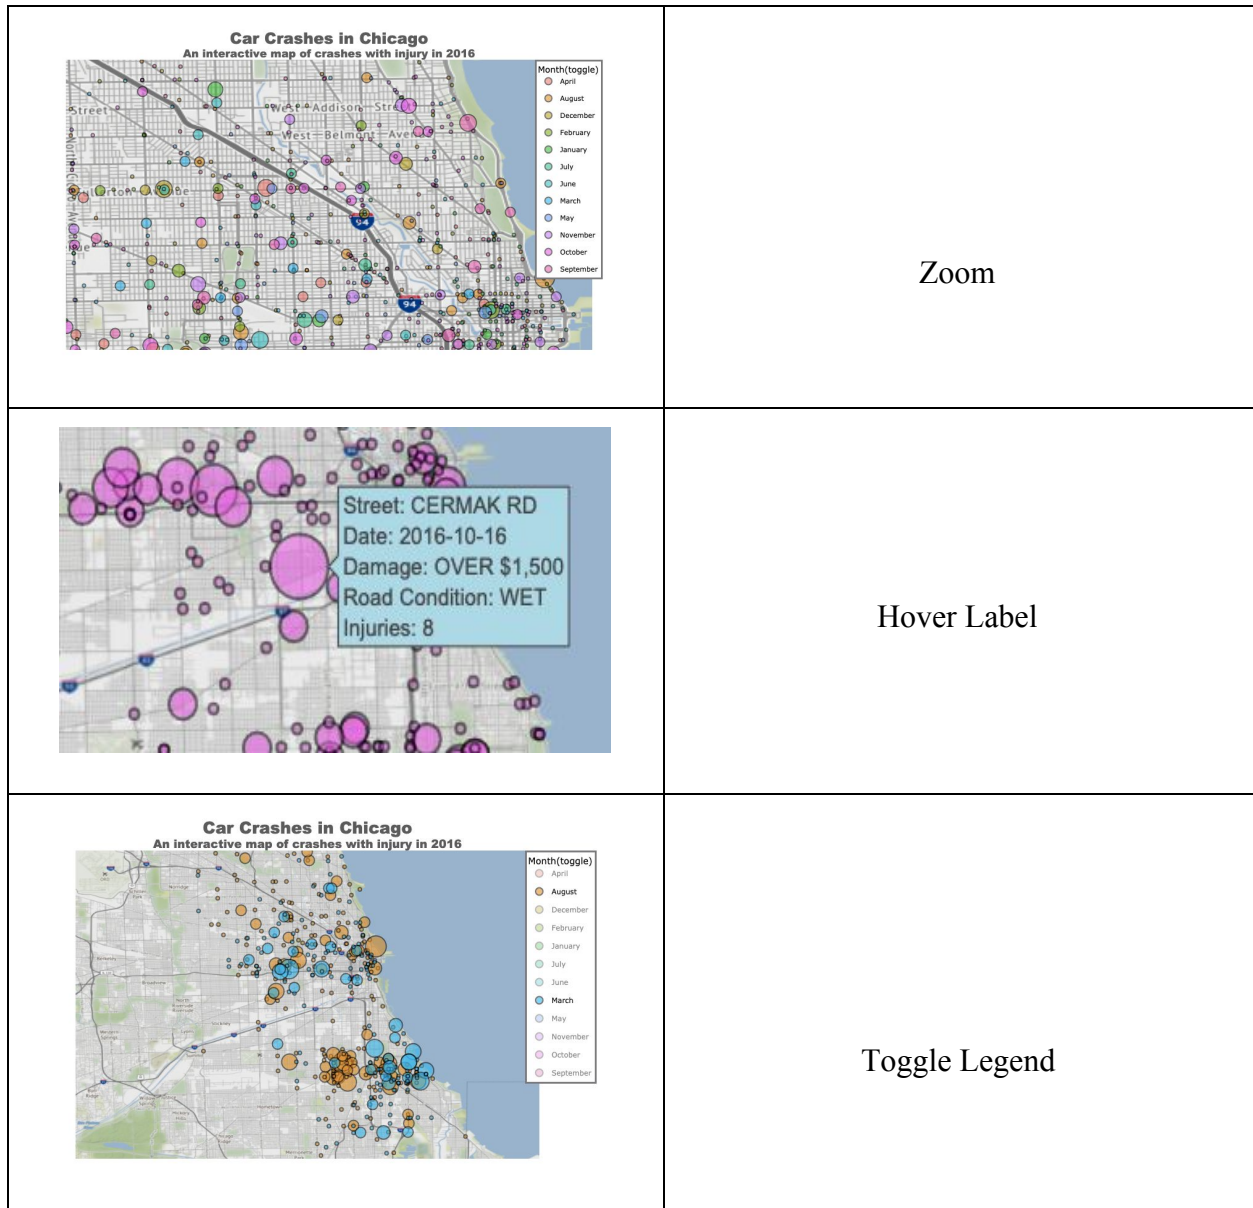 Car Crashes in Chicago
An interactive map of crashes with injury in 2016
Month(toggle)
April
August
December
February
January
July
June
March
May
November
October
September
Street
West Addison Street
West Belmont Aven
94
94
Zoom
Street: CERMAK RD
Date: 2016-10-16
Damage: OVER $1,500
Road Condition: WET
Injuries: 8
Hover Label
Car Crashes in Chicago
An interactive map of crashes with injury in 2016
Month(toggle)
April
August
December
February
January
July
June
March
May
November
October
September
Toggle Legend